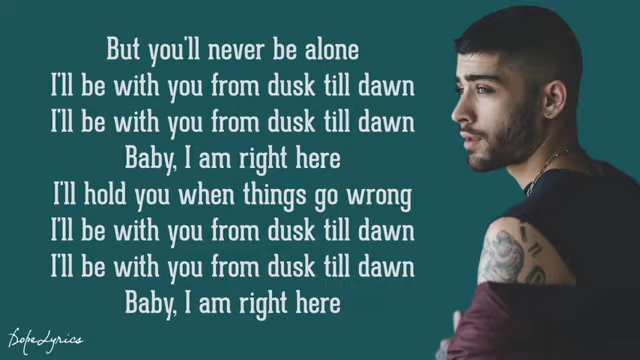 But you'll never be alone
I'll be with you from dusk till dawn
I'll be with you from dusk till dawn
Baby, I am right here
I'll hold you when things go wrong
I'll be with you from dusk till dawn
I'll be with you from dusk till dawn
Baby, I am right here
DopeLyrics